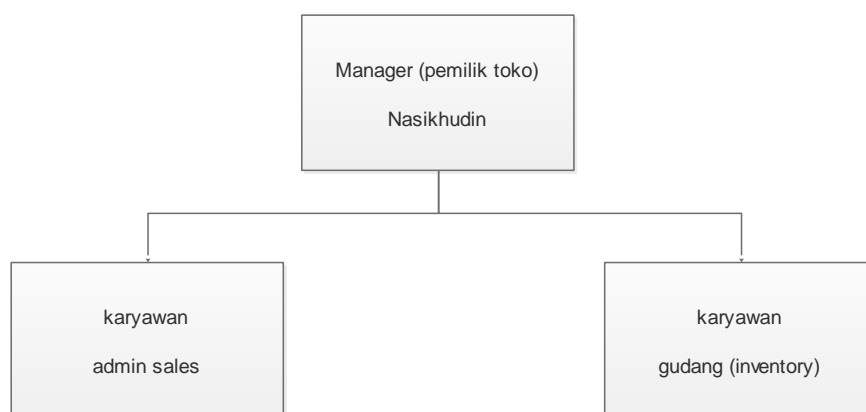 Manager (pemilik toko)
Nasikhudin
karyawan
admin sales
karyawan
gudang (inventory)